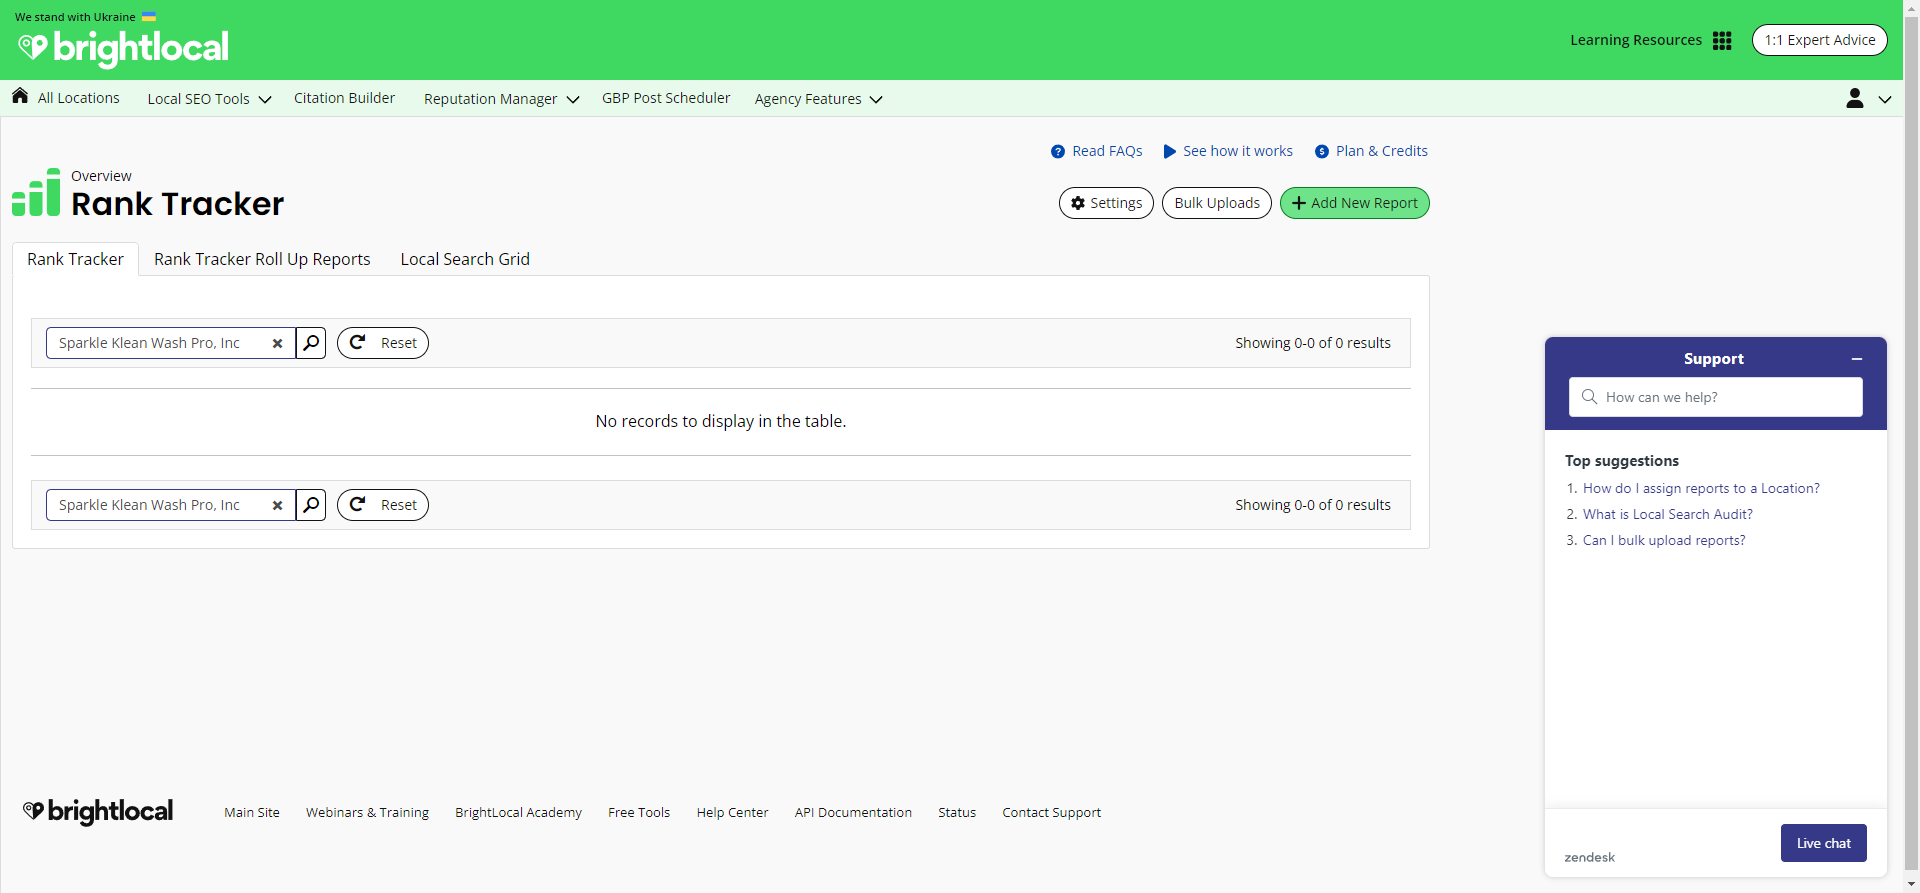 We stand with Ukraine
brightlocal
Learning Resources
1:1 Expert Advice
All Locations
Local SEO Tools
Citation Builder
Reputation Manager
GBP Post Scheduler
Agency Features
Read FAQs
See how it works
Plan & Credits
Overview
Rank Tracker
Settings
Bulk Uploads
Add New Report
Rank Tracker
Rank Tracker Roll Up Reports
Local Search Grid
Sparkle Klean Wash Pro, Inc
Reset
Showing 0-0 of 0 results
No records to display in the table.
Sparkle Klean Wash Pro, Inc
Reset
Showing 0-0 of 0 results
Support
How can we help?
Top suggestions
1. How do I assign reports to a Location?
2. What is Local Search Audit?
3. Can I bulk upload reports?
Live chat
zendesk
brightlocal
Main Site
Webinars & Training
BrightLocal Academy
Free Tools
Help Center
API Documentation
Status
Contact Support